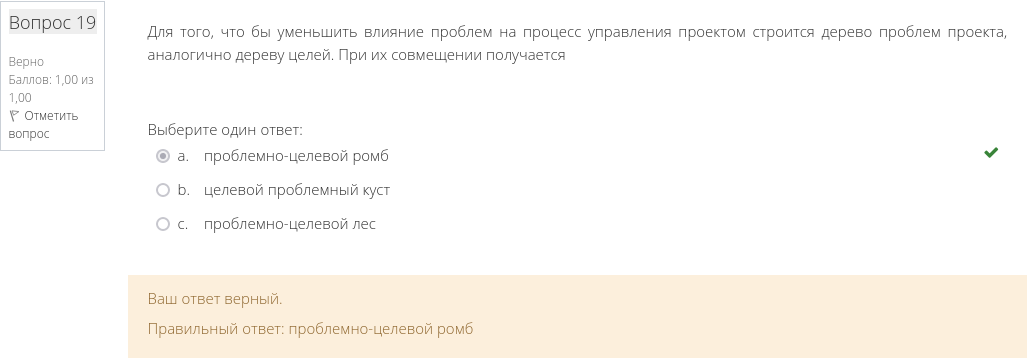 Вопрос 19
Верно
Баллов: 1,00 из
1,00
Отметить
вопрос
Для того, что бы уменьшить влияние проблем на процесс управления проектом строится дерево проблем проекта,
аналогично дереву целей. При их совмещении получается
Выберите один ответ:
a. проблемно-целевой ромб
b. целевой проблемный куст
c. проблемно-целевой лес
Ваш ответ верный.
Правильный ответ: проблемно-целевой ромб